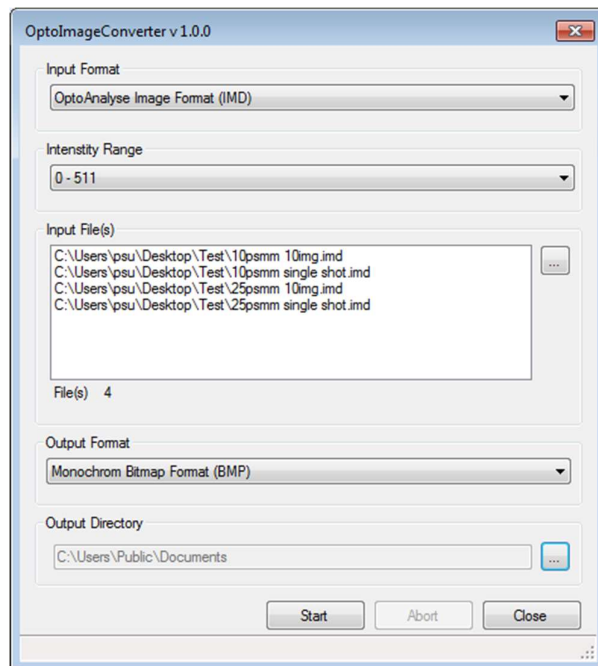 OptoImageConverter v 1.0.0
Input Format
OptoAnalyse Image Format (IMD)
Intenstity Range
0 - 511
Input File(s)
C:\Users\psu\Desktop\Test\10psmm 10img.imd
C:\Users\psu\Desktop\Test\10psmm single shot.imd
C:\Users\psu\Desktop\Test\25psmm 10img.imd
C:\Users\psu\Desktop\Test\25psmm single shot.imd
...
File(s) 4
Output Format
Monochrom Bitmap Format (BMP)
Output Directory
C:\Users\Public\Documents
...
Start Abort Close